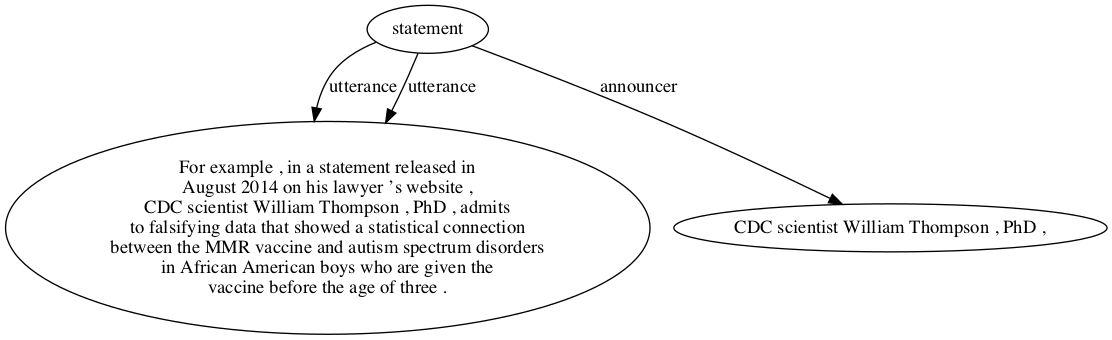 statement
utterance
utterance
announcer
For example , in a statement released in
August 2014 on his lawyer ’s website ,
CDC scientist William Thompson , PhD , admits
to falsifying data that showed a statistical connection
between the MMR vaccine and autism spectrum disorders
in African American boys who are given the
vaccine before the age of three .
CDC scientist William Thompson , PhD ,